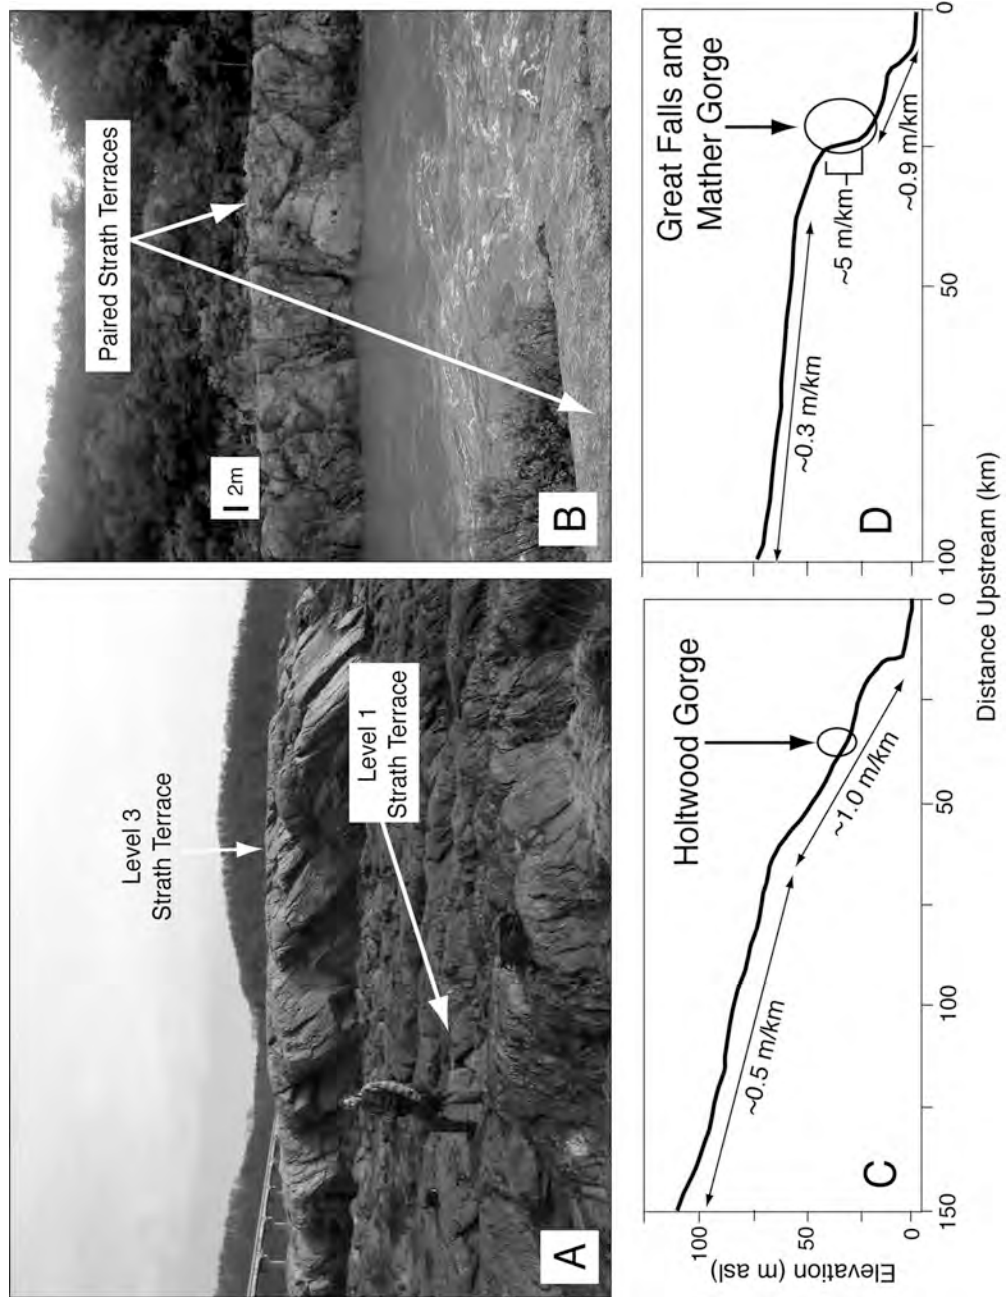 Level 3
Strath Terrace
Level 1
Strath Terrace
A
Paired Strath Terraces
2m
B
Holtwood Gorge
~0.5 m/km
~1.0 m/km
C
100
50
0
Elevation (m asl)
150
100
50
0
Great Falls and
Mather Gorge
~0.3 m/km
~5 m/km
~0.9 m/km
D
100
50
0
Distance Upstream (km)